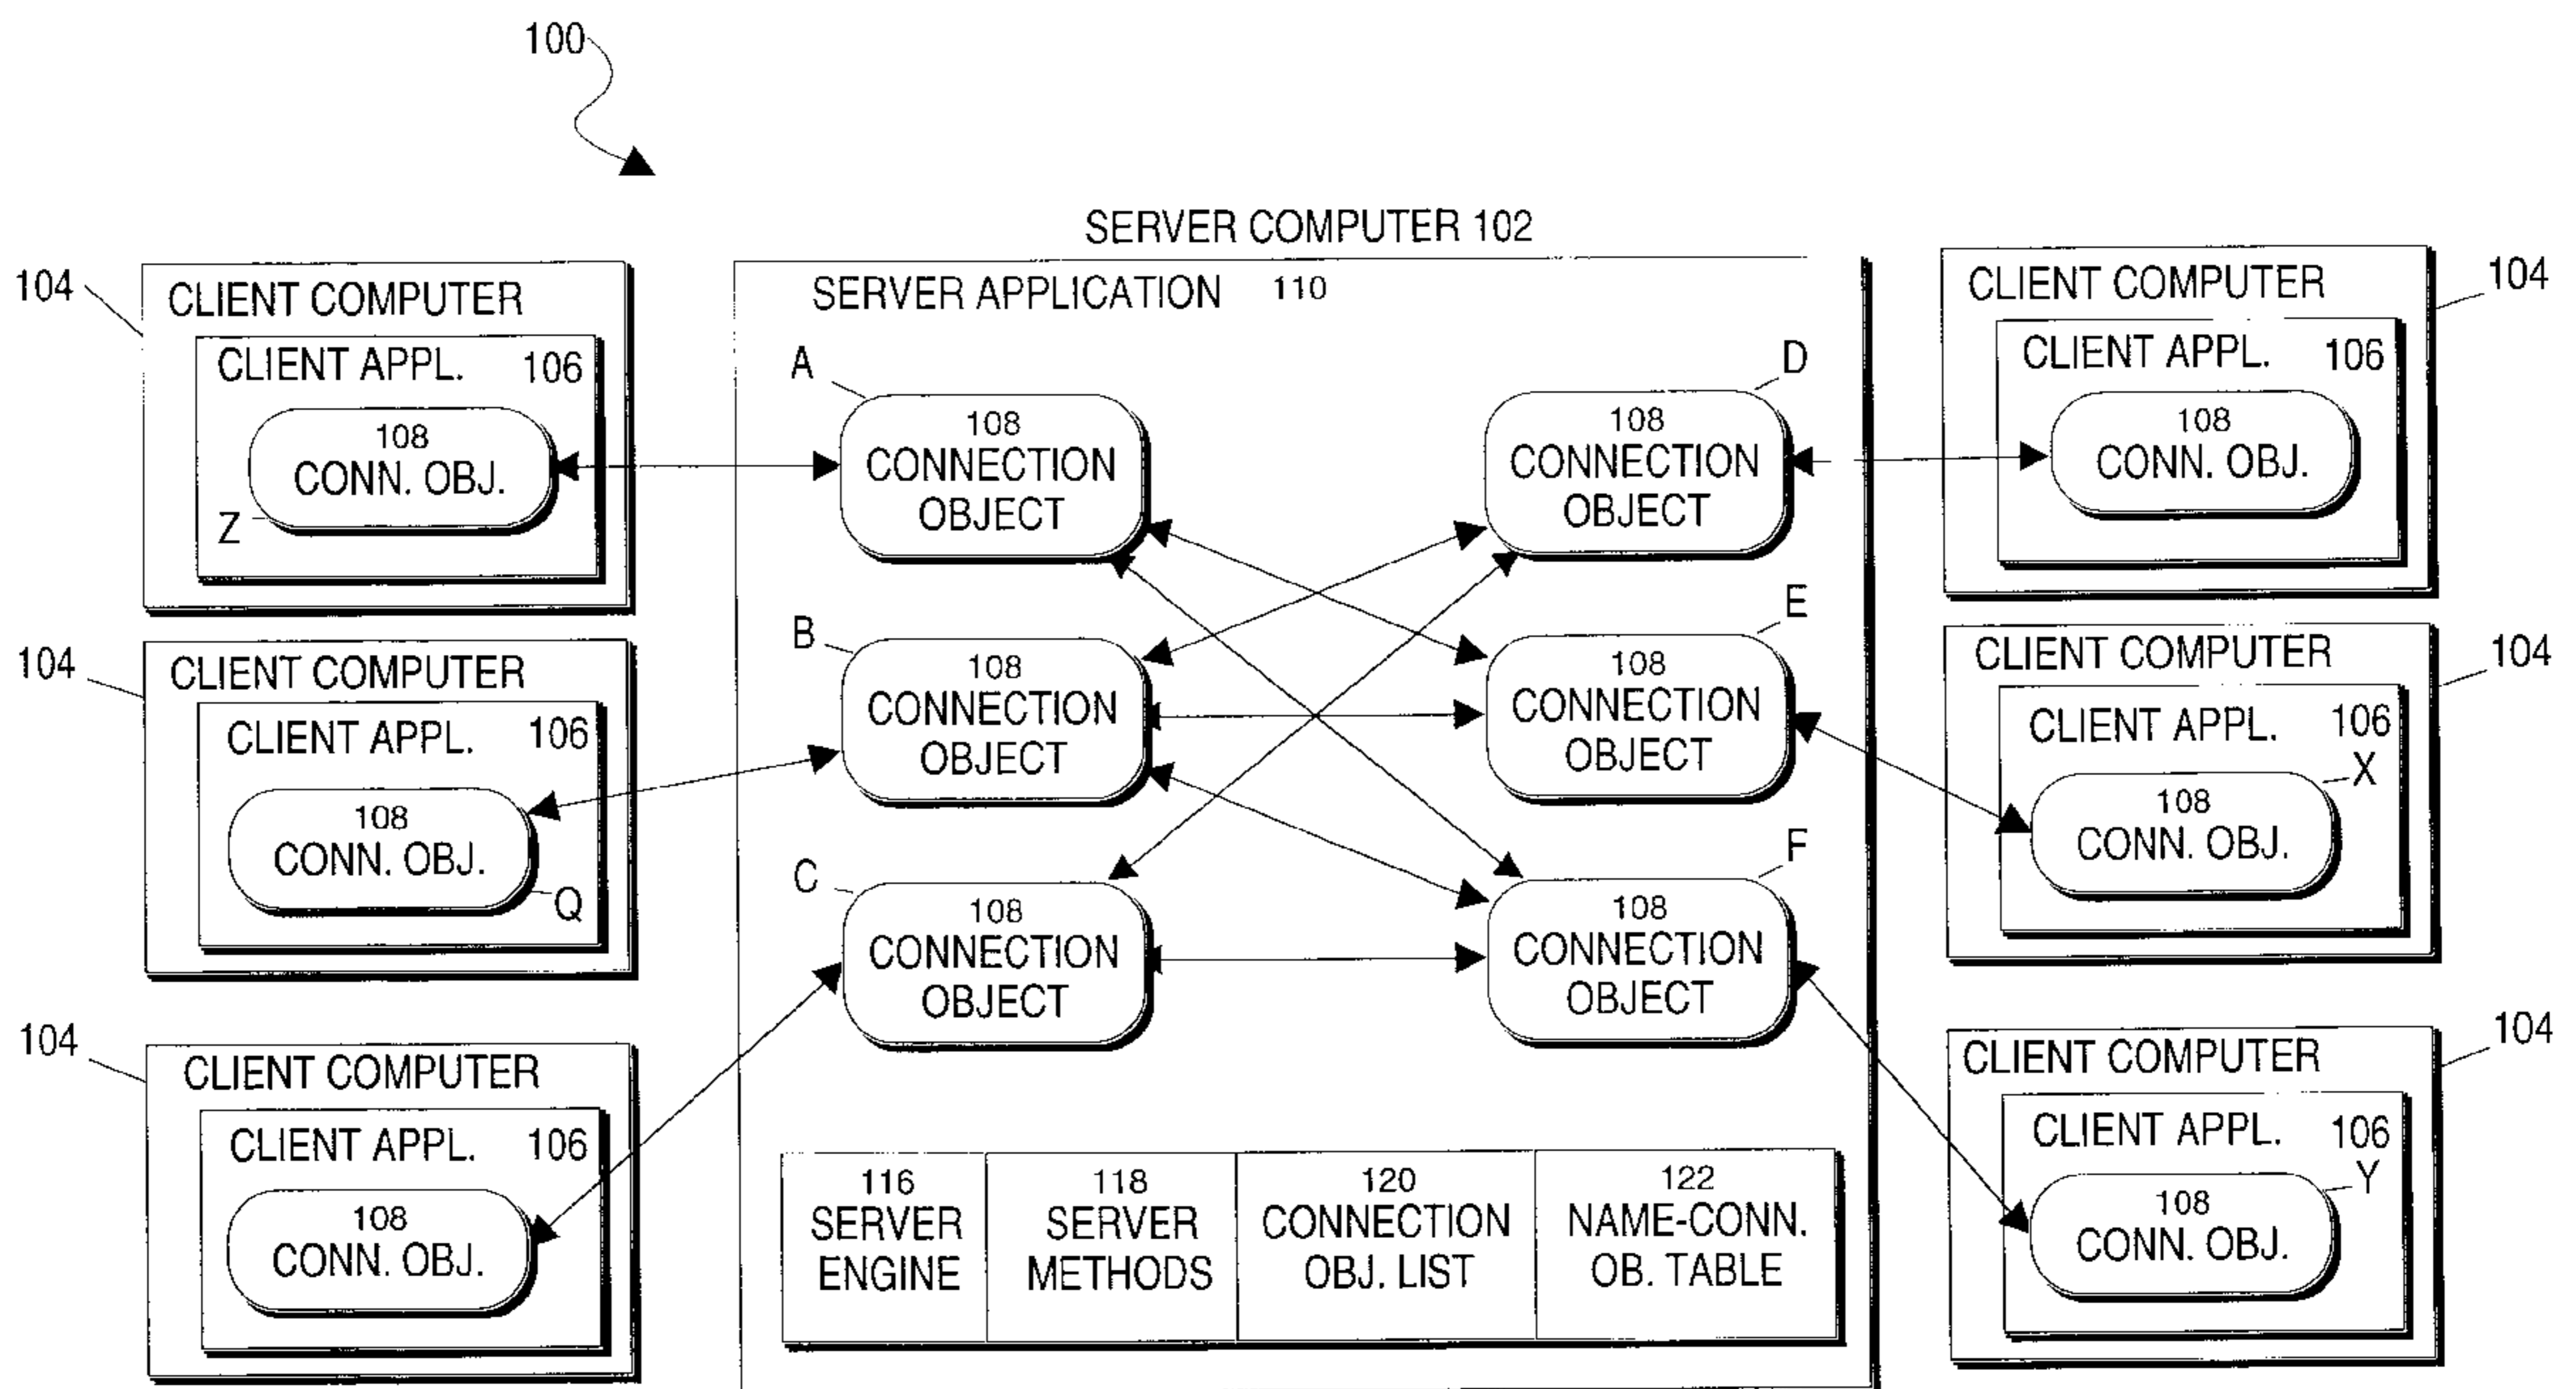 100
SERVER COMPUTER 102
104
CLIENT COMPUTER
CLIENT APPL. 106
108
CONN. OBJ.
Z
104
CLIENT COMPUTER
CLIENT APPL. 106
108
CONN. OBJ.
Q
104
CLIENT COMPUTER
CLIENT APPL. 106
108
CONN. OBJ.
SERVER APPLICATION 110
A
108
CONNECTION
OBJECT
B
108
CONNECTION
OBJECT
C
108
CONNECTION
OBJECT
D
108
CONNECTION
OBJECT
E
108
CONNECTION
OBJECT
F
108
CONNECTION
OBJECT
116
SERVER
ENGINE
118
SERVER
METHODS
120
CONNECTION
OBJ. LIST
122
NAME-CONN.
OB. TABLE
104
CLIENT COMPUTER
CLIENT APPL. 106
108
CONN. OBJ.
104
CLIENT COMPUTER
CLIENT APPL. 106
X
108
CONN. OBJ.
104
CLIENT COMPUTER
CLIENT APPL. 106
Y
108
CONN. OBJ.